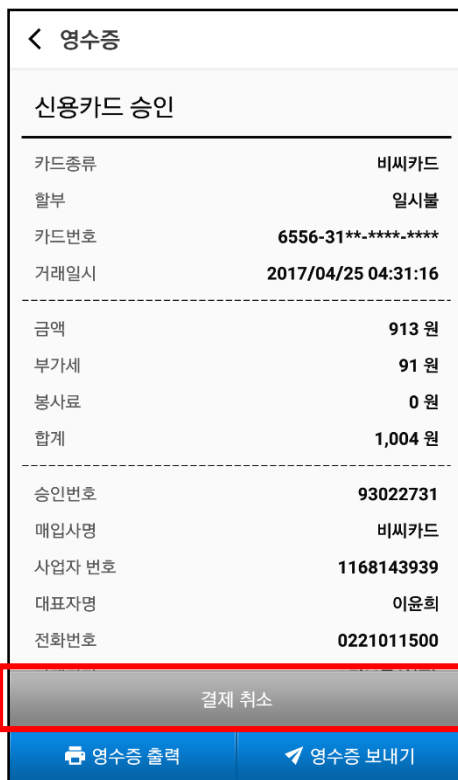 영수증
신용카드 승인
카드종류 비씨카드
할부 일시불
카드번호 6556-31**-****-****
거래일시 2017/04/25 04:31:16
금액 913 원
부가세 91 원
봉사료 0 원
합계 1,004 원
승인번호 93022731
매입사명 비씨카드
사업자 번호 1168143939
대표자명 이윤희
전화번호 0221011500
결제 취소
영수증 출력 영수증 보내기